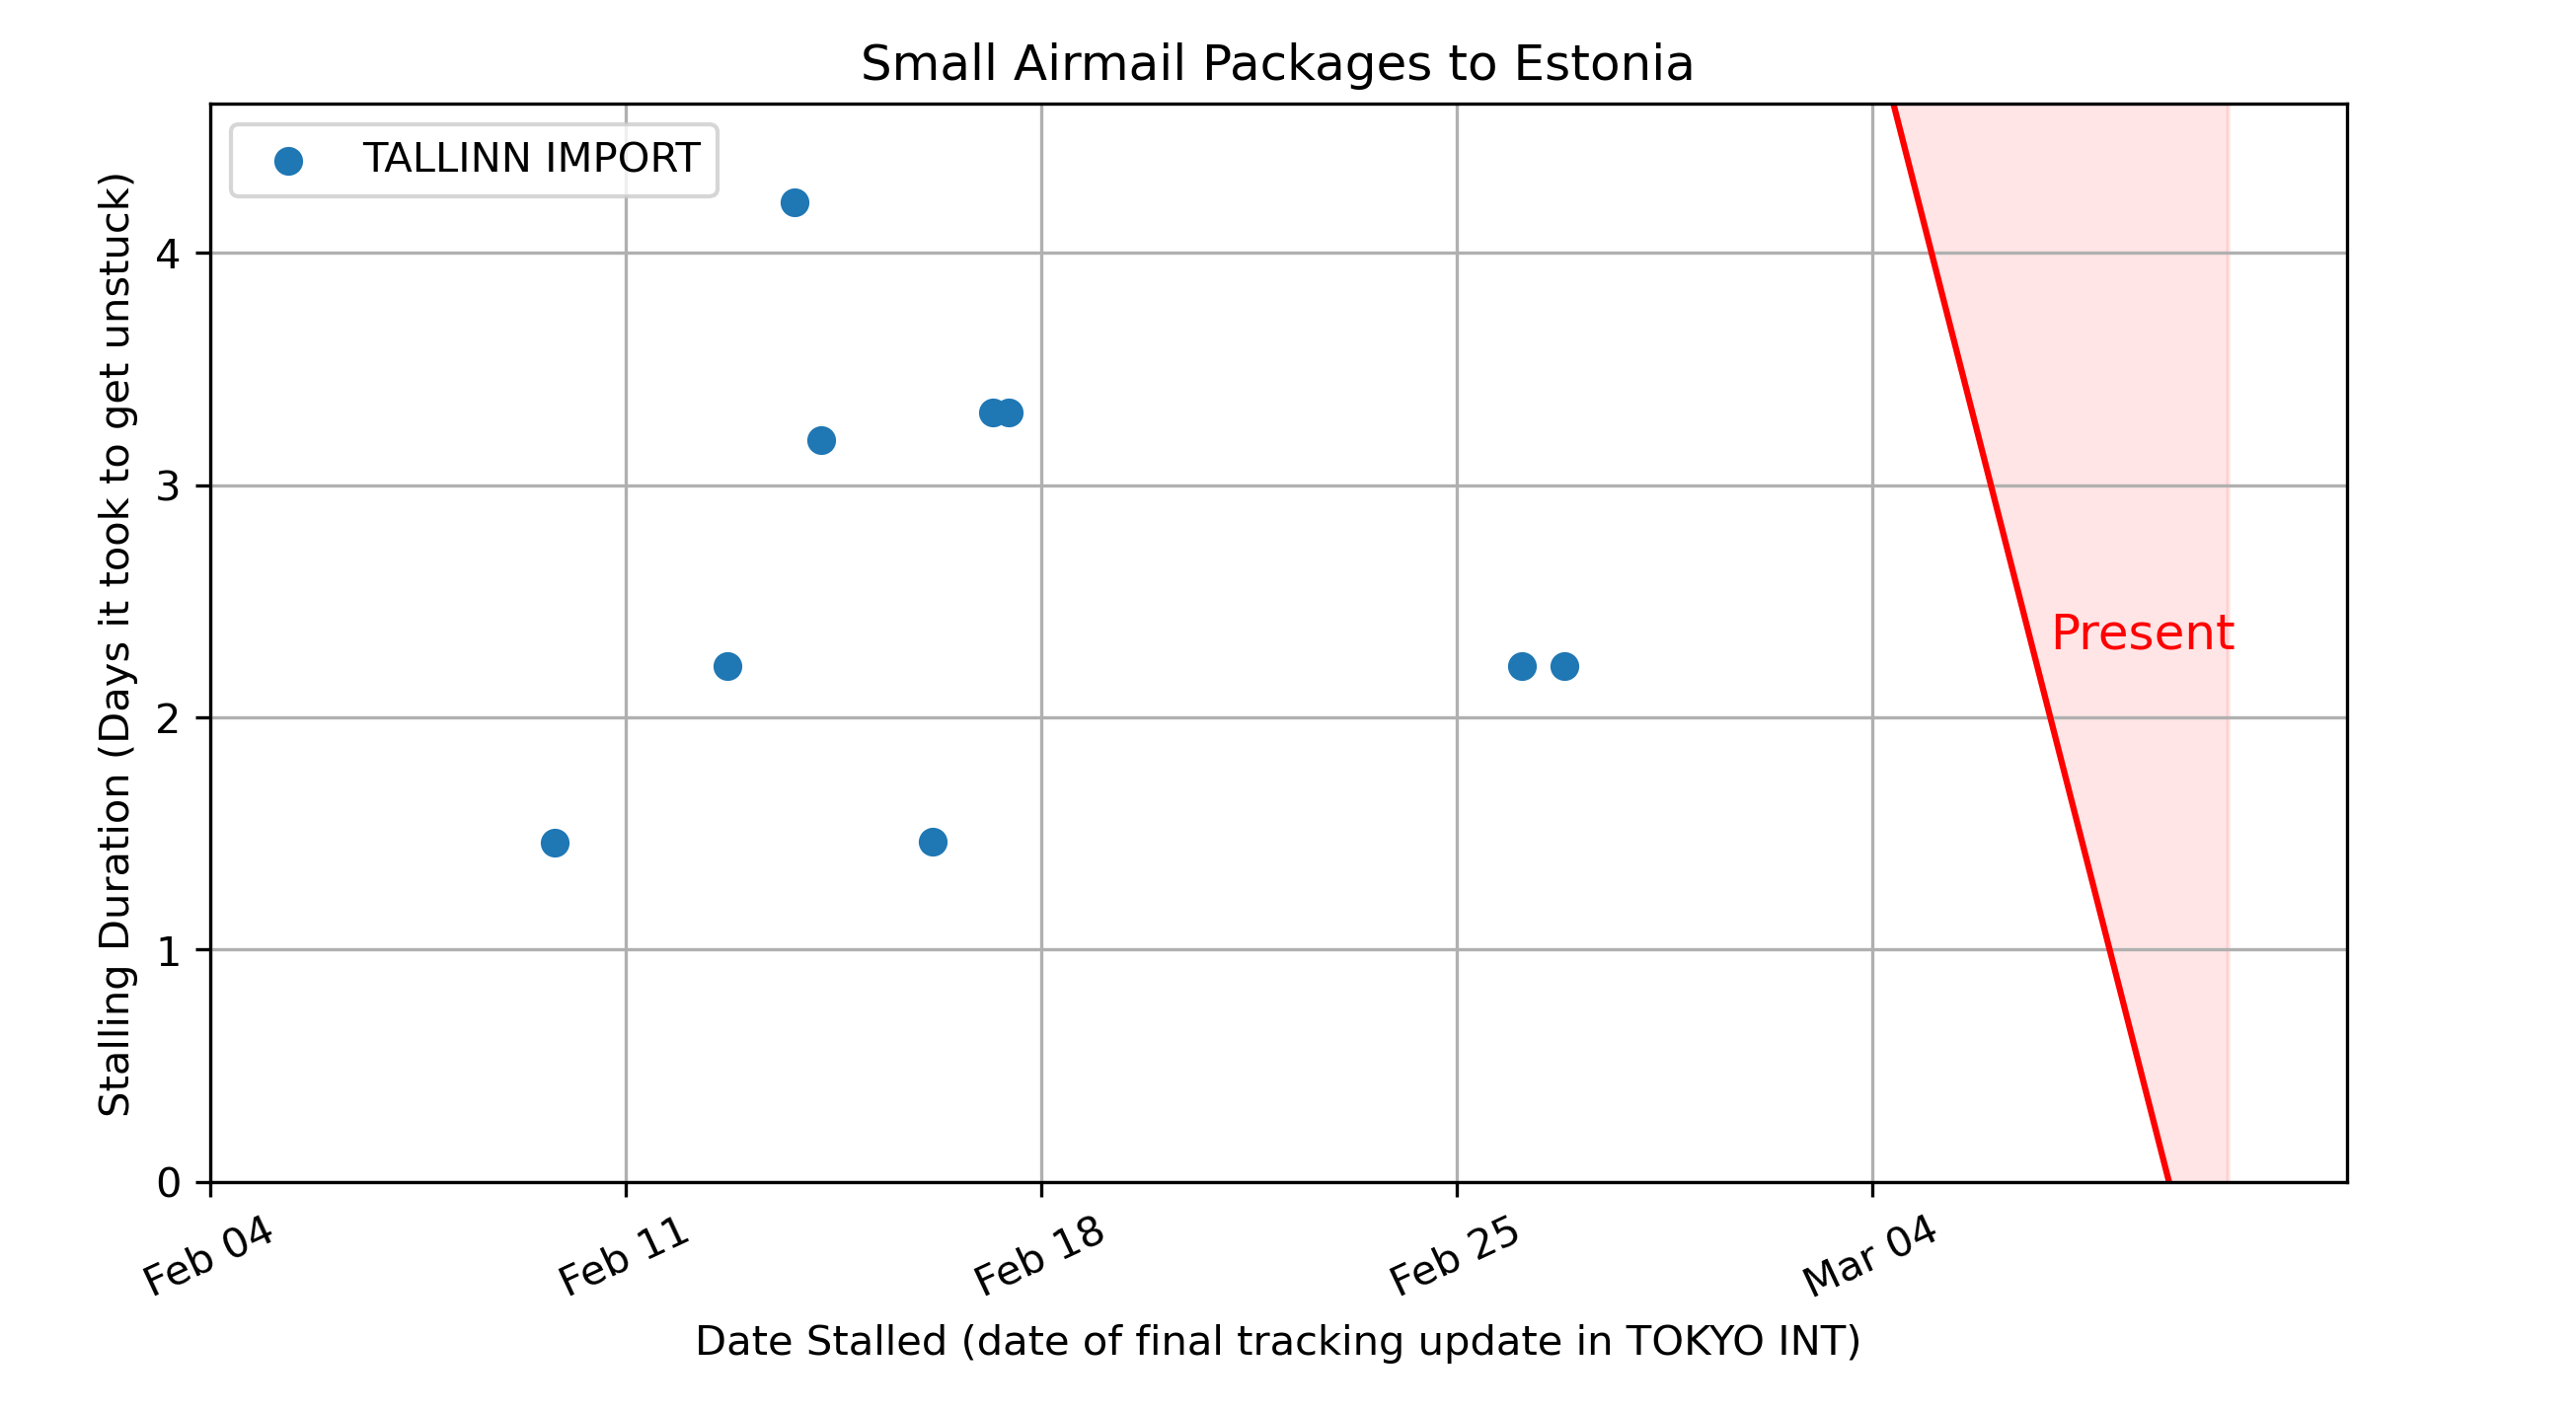 Small Airmail Packages to Estonia
TALLINN IMPORT
Stalling Duration (Days it took to get unstuck)
4
3
2
1
0
Present
Feb 04
Feb 11
Feb 18
Feb 25
Mar 04
Date Stalled (date of final tracking update in TOKYO INT)